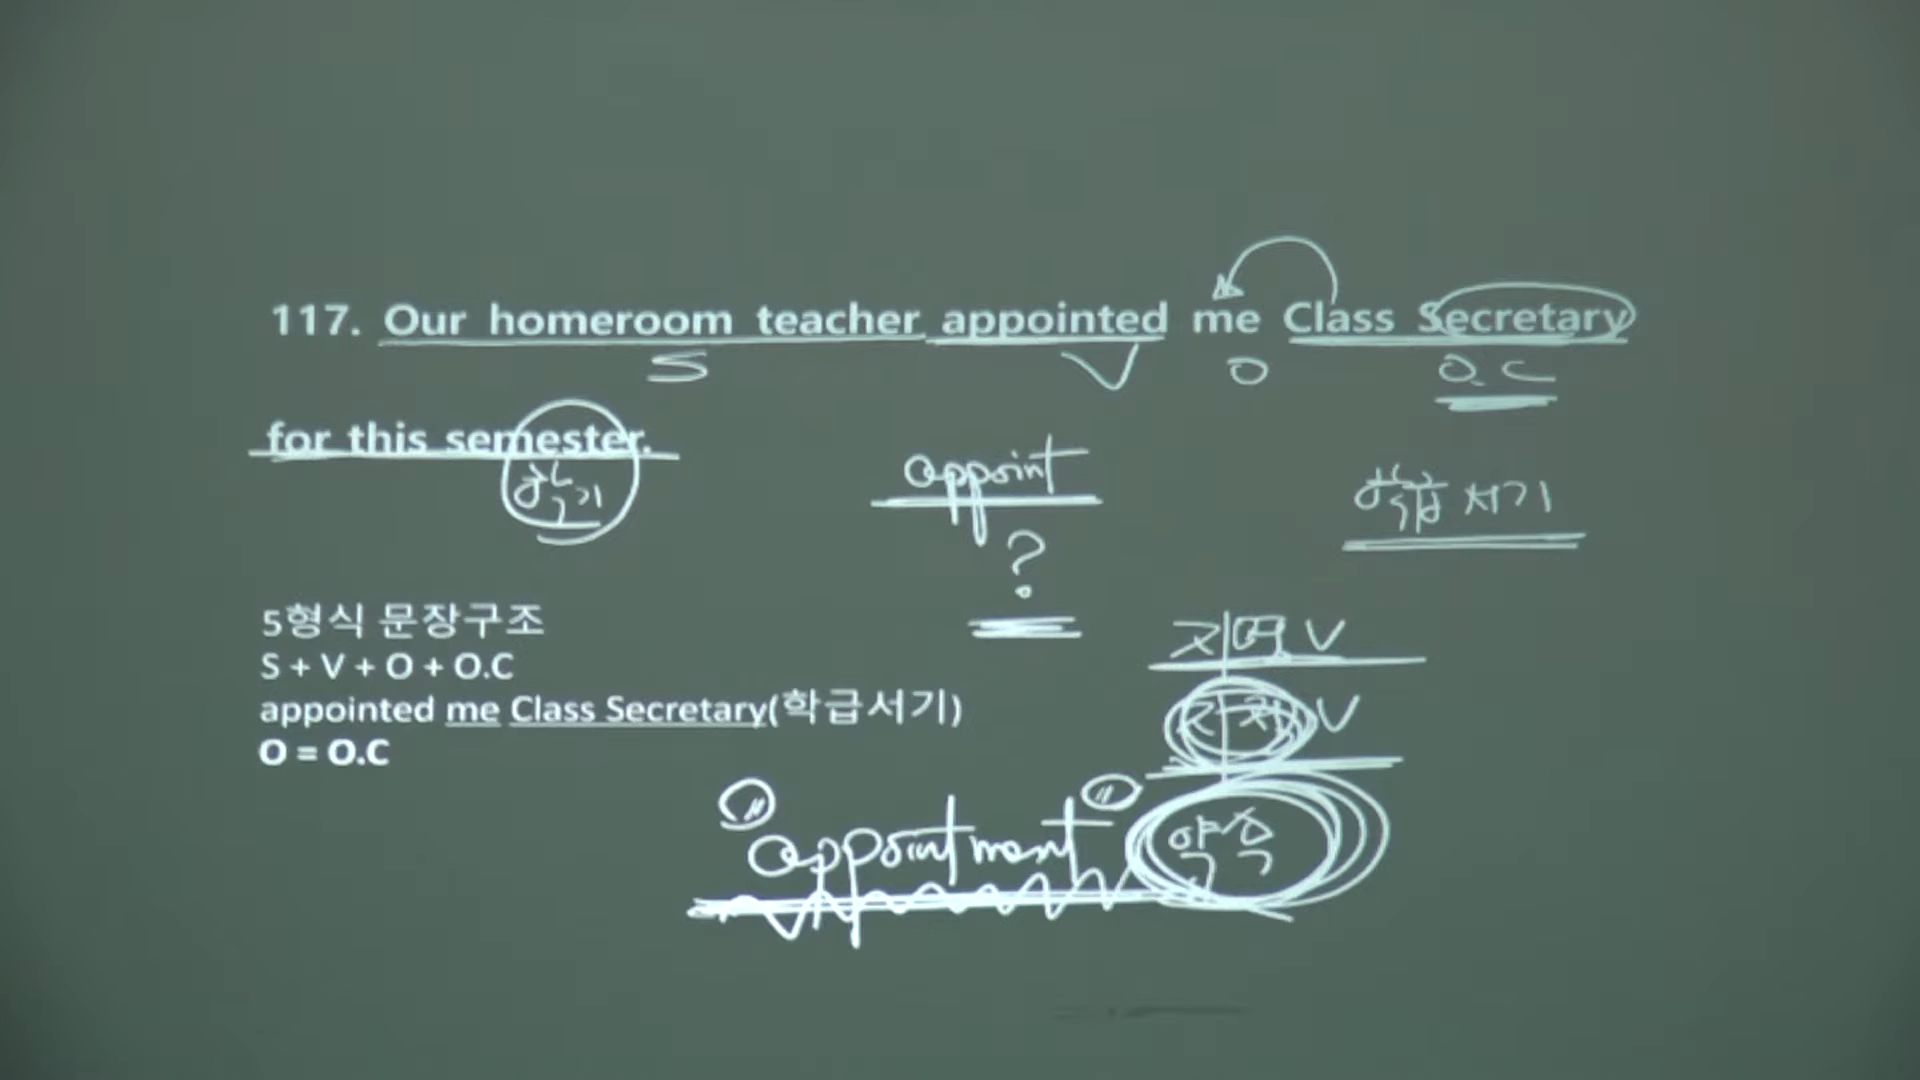 117. Our homeroom teacher appointed me Class Secretary
S V O O.C
for this semester.
학기
appoint
학급 서기
?
5형식 문장구조
S + V + O + O.C
appointed me Class Secretary(학급서기)
O = O.C
지명 V
V
appointment 약속